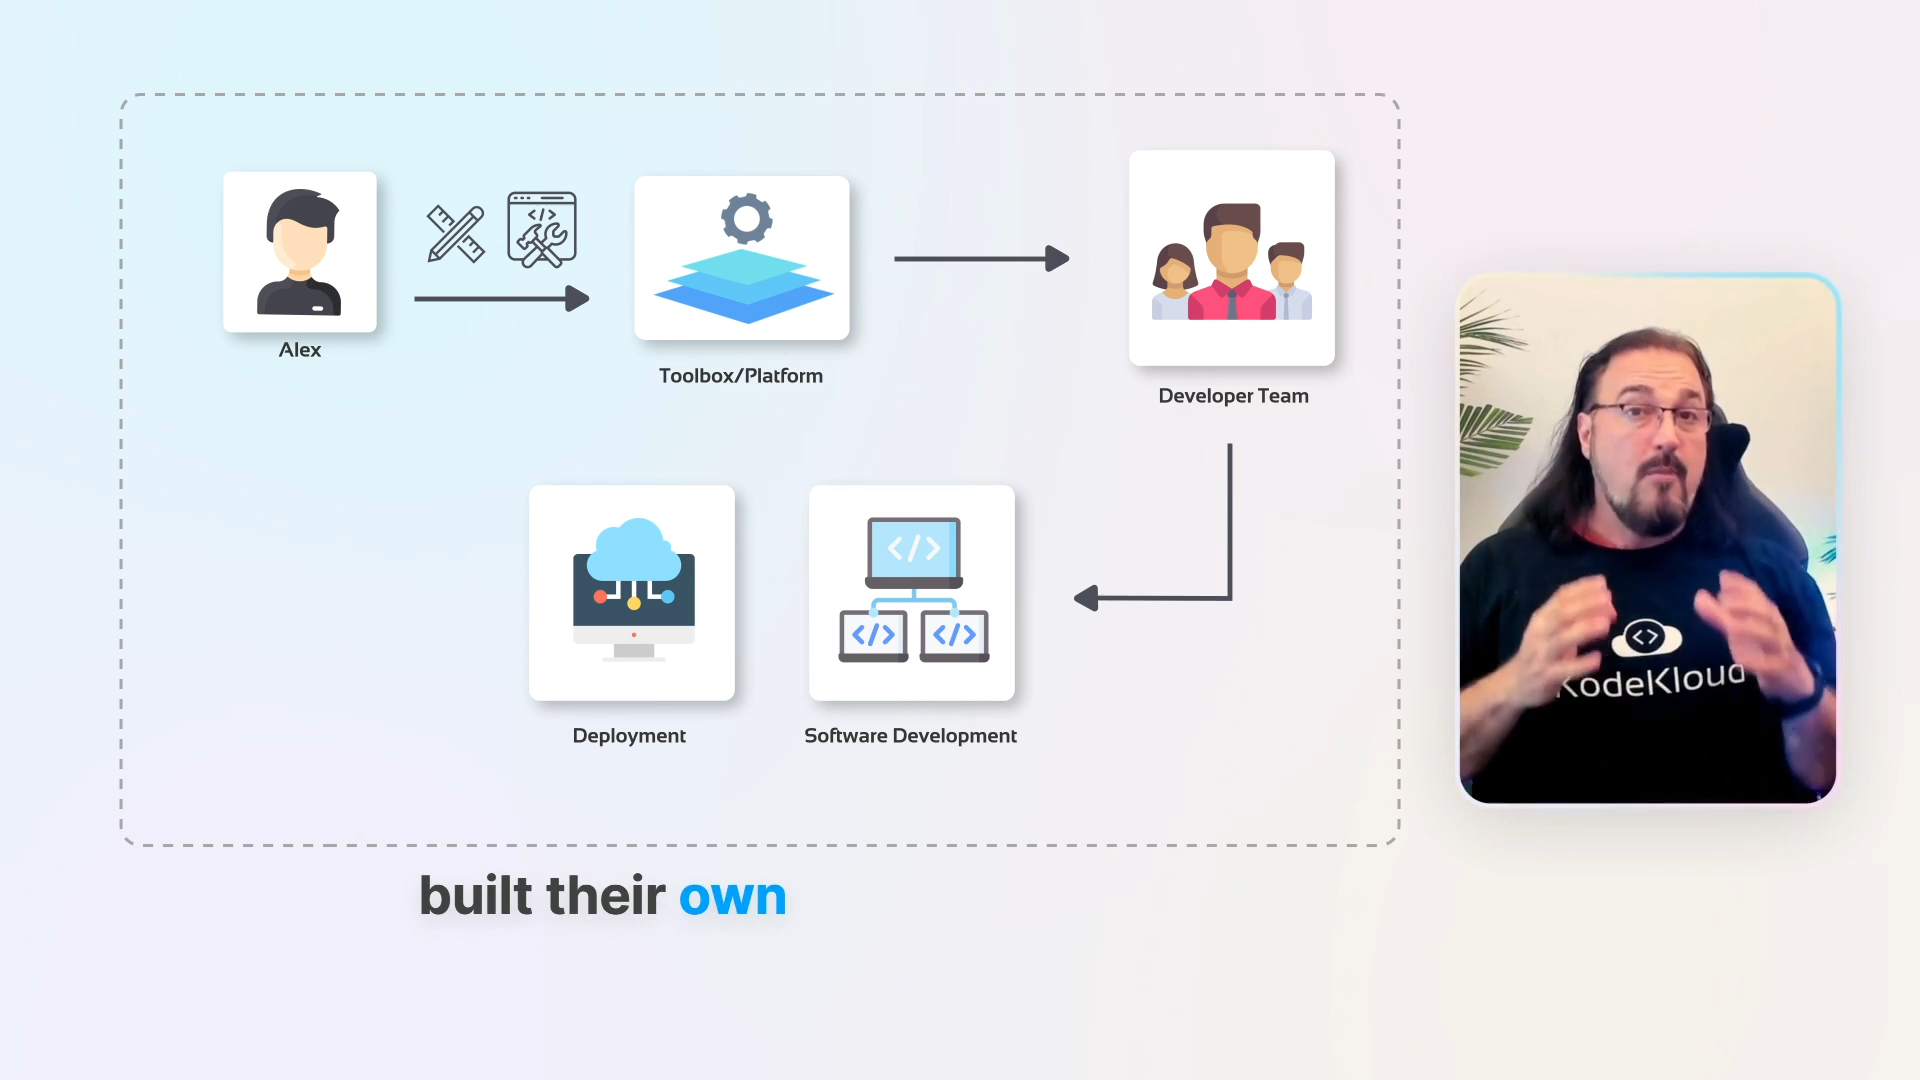 Alex
Toolbox/Platform
Developer Team
Deployment
Software Development
built their own
KodeKloud